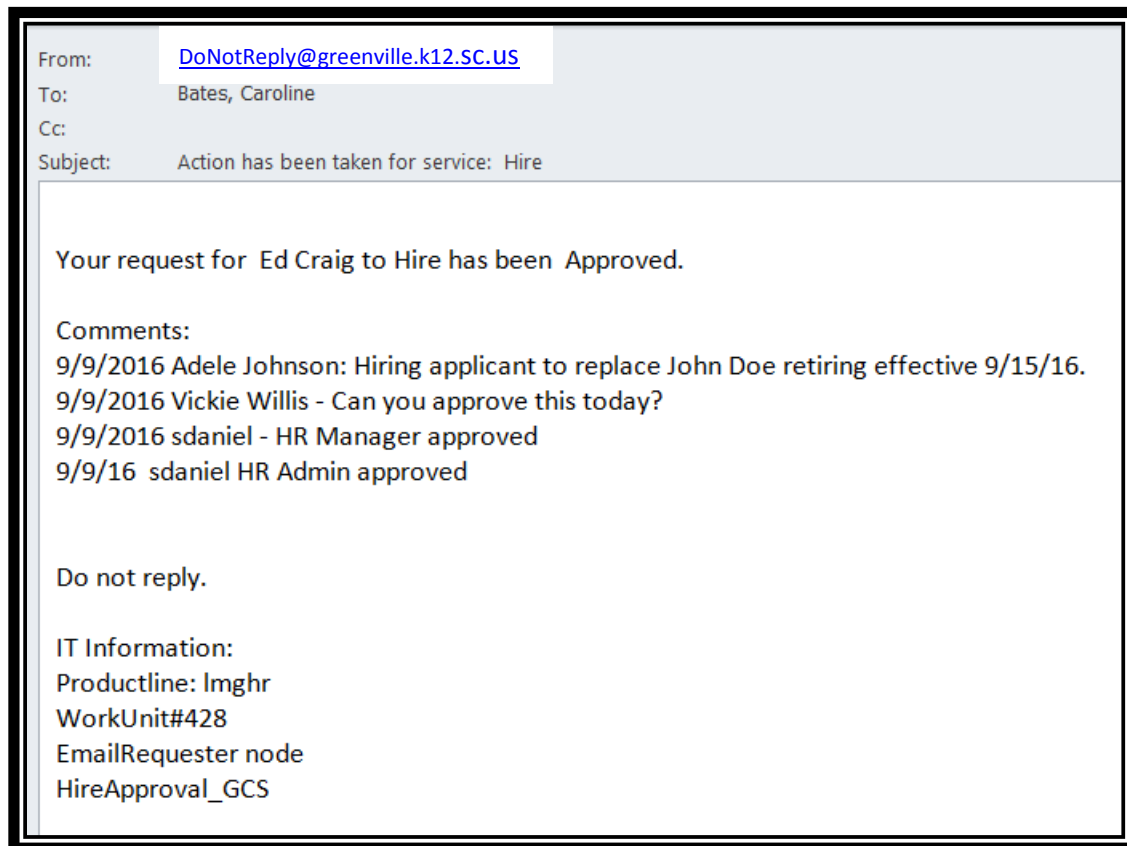 From: DoNotReply@greenville.k12.sc.us
To: Bates, Caroline
Cc:
Subject: Action has been taken for service: Hire
Your request for Ed Craig to Hire has been Approved.
Comments:
9/9/2016 Adele Johnson: Hiring applicant to replace John Doe retiring effective 9/15/16.
9/9/2016 Vickie Willis - Can you approve this today?
9/9/2016 sdaniel - HR Manager approved
9/9/16 sdaniel HR Admin approved
Do not reply.
IT Information:
Productline: lmghr
WorkUnit#428
EmailRequester node
HireApproval_GCS